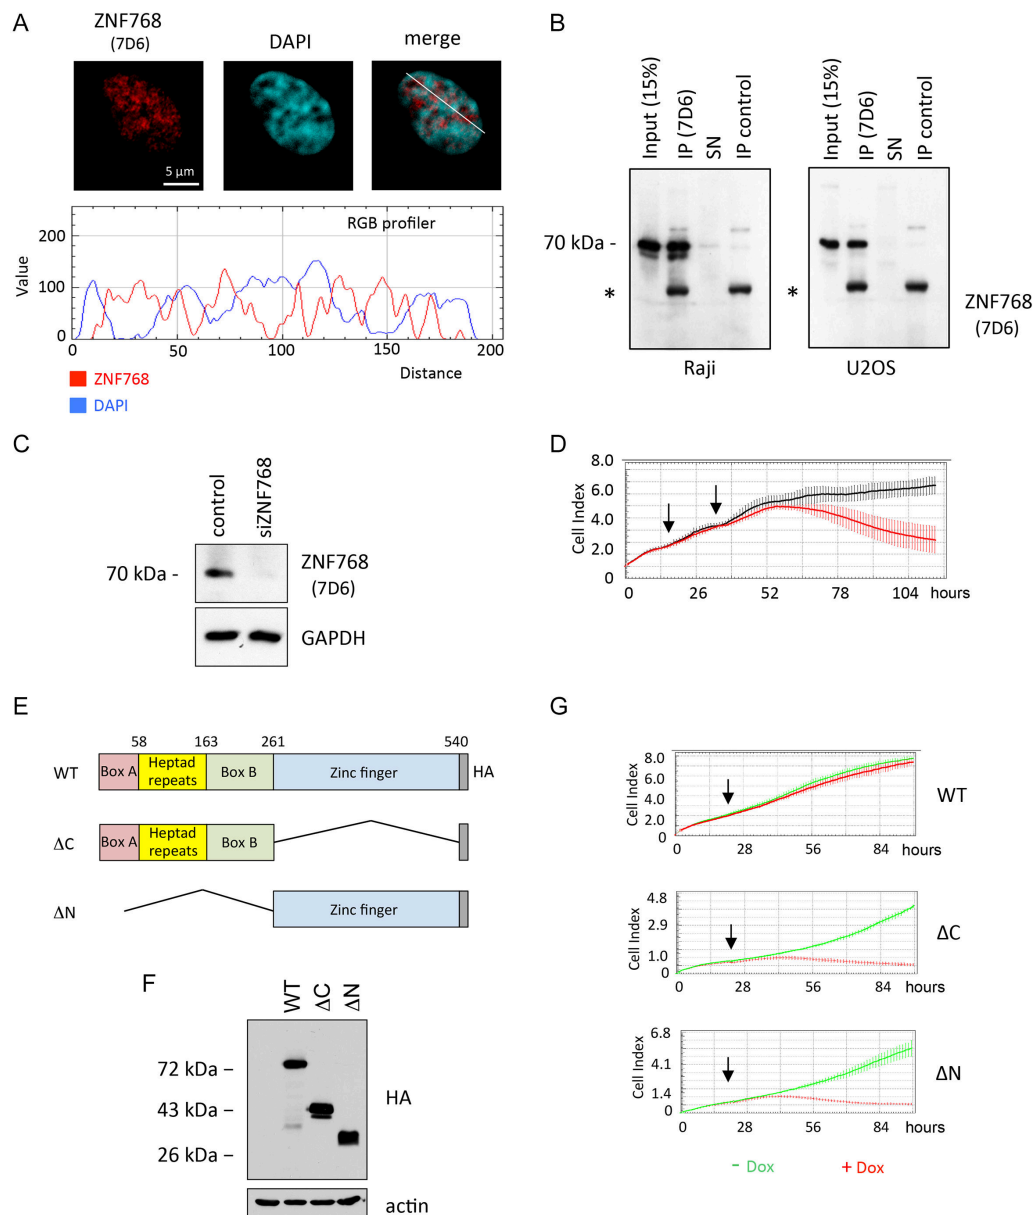 A
ZNF768
(7D6)
DAPI
merge
5 µm
RGB profiler
Value
200
100
0
0
50
100
150
200
Distance
ZNF768
DAPI
B
Input (15%)
IP (7D6)
SN
IP control
Input (15%)
IP (7D6)
SN
IP control
70 kDa -
*
*
ZNF768
(7D6)
Raji
U2OS
C
control
siZNF768
70 kDa -
ZNF768
(7D6)
GAPDH
D
Cell Index
8.0
6.0
4.0
2.0
0
0
26
52
78
104
hours
E
58
163
261
540
WT
Box A
Heptad
repeats
Box B
Zinc finger
HA
ΔC
Box A
Heptad
repeats
Box B
ΔN
Zinc finger
F
WT
ΔC
ΔN
72 kDa –
43 kDa –
26 kDa –
HA
actin
G
Cell Index
8.0
6.0
4.0
2.0
0
0
28
56
84
hours
WT
Cell Index
4.8
2.9
1.0
0
0
28
56
84
hours
ΔC
Cell Index
6.8
4.1
1.4
0
0
28
56
84
hours
ΔN
- Dox
+ Dox